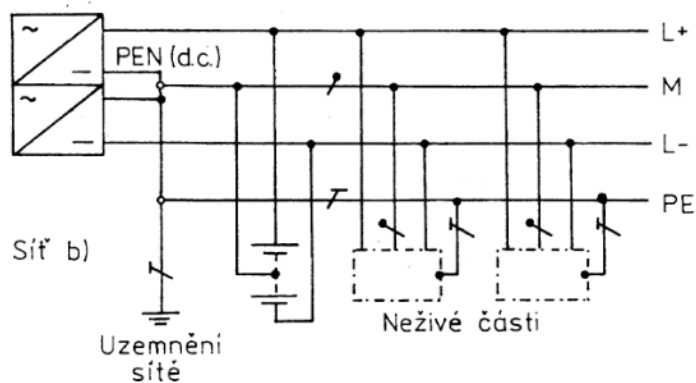 L+
PEN (d.c.)
M
L-
PE
Síť b)
Neživé části
Uzemnění
sítě